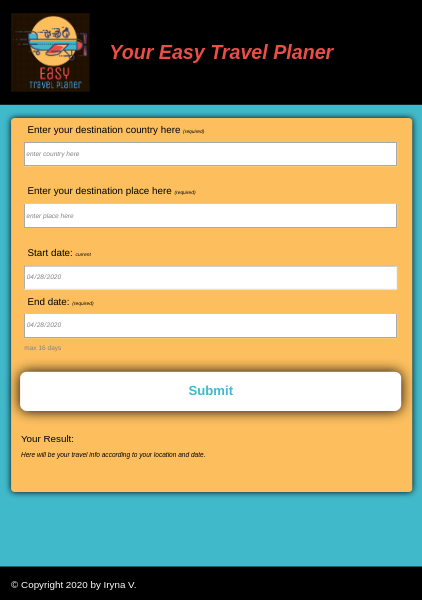 EASY
TRAVEL PLANER
Your Easy Travel Planer
Enter your destination country here (required)
enter country here
Enter your destination place here (required)
enter place here
Start date: current
04/28/2020
End date: (required)
04/28/2020
max 16 days
Submit
Your Result:
Here will be your travel info according to your location and date.
© Copyright 2020 by Iryna V.